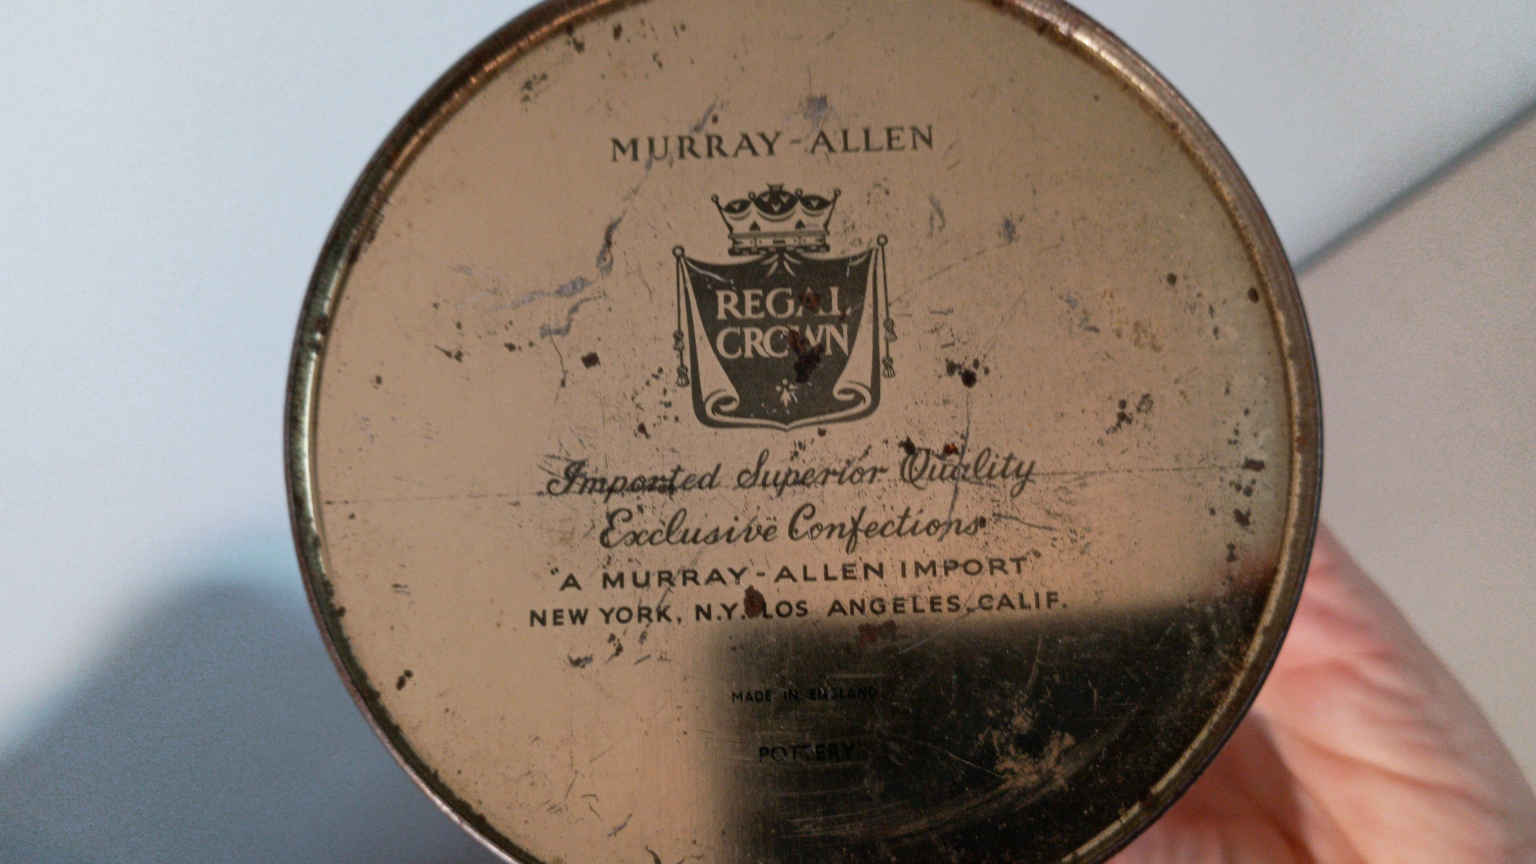 MURRAY-ALLEN
REGAL
CROWN
Imported Superior Quality
Exclusive Confections
"A MURRAY-ALLEN IMPORT"
NEW YORK, N.Y. LOS ANGELES, CALIF.
MADE IN ENGLAND
POTTERY